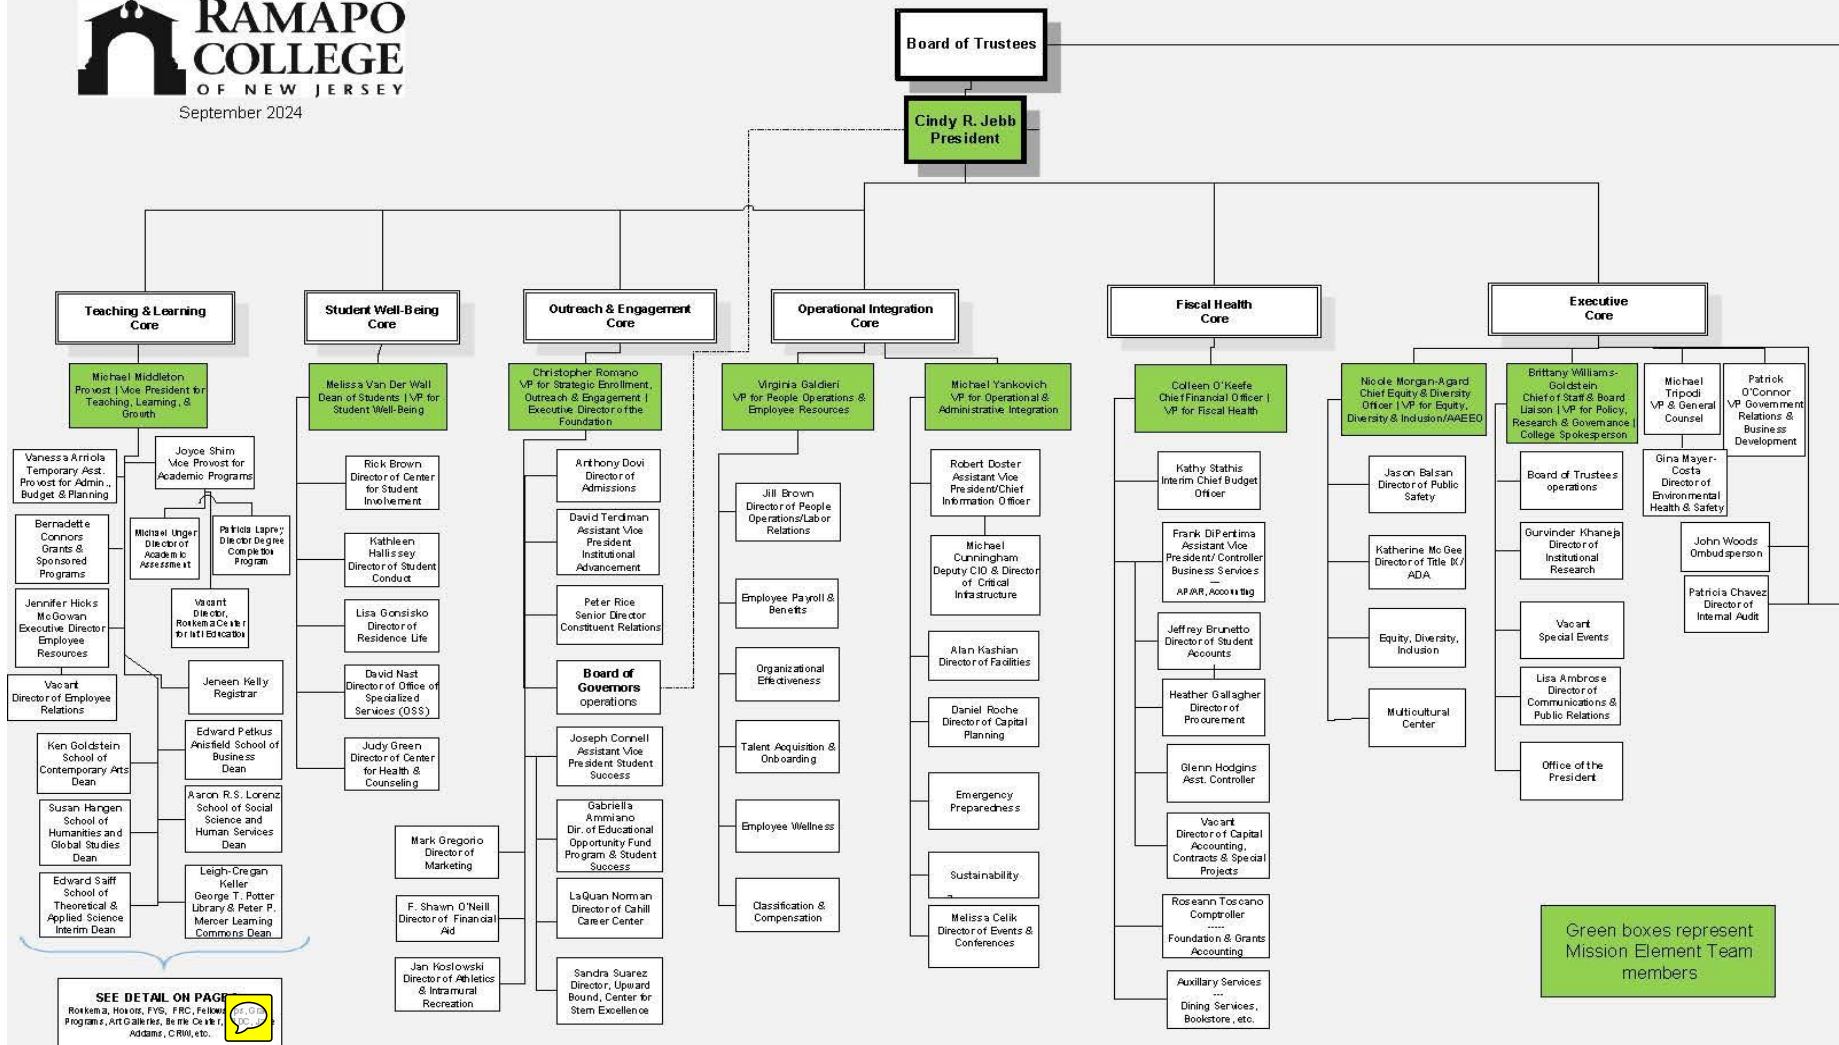 RAMAPO
COLLEGE
OF NEW JERSEY
September 2024
Board of Trustees
Cindy R. Jebb
President
Teaching & Learning
Core
Student Well-Being
Core
Outreach & Engagement
Core
Operational Integration
Core
Fiscal Health
Core
Executive
Core
Michael Middleton
Provost | Vice President for
Teaching, Learning, &
Growth
Melissa Van Der Wall
Dean of Students | VP for
Student Well-Being
Christopher Romano
VP for Strategic Enrollment,
Outreach & Engagement |
Executive Director of the
Foundation
Virginia Galdieri
VP for People Operations &
Employee Resources
Michael Yankovich
VP for Operational &
Administrative Integration
Colleen O'Keefe
Chief Financial Officer |
VP for Fiscal Health
Nicole Morgan-Agard
Chief Equity & Diversity
Officer | VP for Equity,
Diversity & Inclusion/AAEEO
Brittany Williams-
Goldstein
Chief of Staff & Board
Liaison | VP for Policy,
Research & Governance |
College Spokesperson
Michael
Tripodi
VP & General
Counsel
Patrick
O'Connor
VP Government
Relations &
Business
Development
Vanessa Arriola
Temporary Asst.
Provost for Admin.,
Budget & Planning
Joyce Shim
Vice Provost for
Academic Programs
Bernadette
Connors
Grants &
Sponsored
Programs
Michael Unger
Director of
Academic
Assessment
Patricia Laprey,
Director Degree
Completion
Program
Jennifer Hicks
McGowan
Executive Director
Employee
Resources
Vacant
Director,
Roukema Center
for Int'l Education
Vacant
Director of Employee
Relations
Jeneen Kelly
Registrar
Ken Goldstein
School of
Contemporary Arts
Dean
Edward Petkus
Anisfield School of
Business
Dean
Susan Hangen
School of
Humanities and
Global Studies
Dean
Aaron R.S. Lorenz
School of Social
Science and
Human Services
Dean
Edward Saiff
School of
Theoretical &
Applied Science
Interim Dean
Leigh-Cregan
Keller
George T. Potter
Library & Peter P.
Mercer Learning
Commons Dean
SEE DETAIL ON PAGE
Roukema, Honors, FYS, FRC,
Programs, Art Galleries, Berrie Center,
Addams, CRW, etc.
Rick Brown
Director of Center
for Student
Involvement
Kathleen
Hallissey
Director of Student
Conduct
Lisa Gonsisko
Director of
Residence Life
David Nast
Director of Office of
Specialized
Services (OSS)
Judy Green
Director of Center
for Health &
Counseling
Anthony Dovi
Director of
Admissions
David Terdiman
Assistant Vice
President
Institutional
Advancement
Peter Rice
Senior Director
Constituent Relations
Board of
Governors
operations
Joseph Connell
Assistant Vice
President Student
Success
Mark Gregorio
Director of
Marketing
Gabriella
Ammiano
Dir. of Educational
Opportunity Fund
Program & Student
Success
F. Shawn O'Neill
Director of Financial
Aid
LaQuan Norman
Director of Cahill
Career Center
Jan Koslowski
Director of Athletics
& Intramural
Recreation
Sandra Suarez
Director, Upward
Bound, Center for
Stem Excellence
Jill Brown
Director of People
Operations/Labor
Relations
Employee Payroll &
Benefits
Organizational
Effectiveness
Talent Acquisition &
Onboarding
Employee Wellness
Classification &
Compensation
Robert Doster
Assistant Vice
President/Chief
Information Officer
Michael
Cunningham
Deputy CIO & Director
of Critical
Infrastructure
Alan Kashian
Director of Facilities
Daniel Roche
Director of Capital
Planning
Emergency
Preparedness
Sustainability
Melissa Celik
Director of Events &
Conferences
Kathy Stathis
Interim Chief Budget
Officer
Frank DiPentima
Assistant Vice
President/ Controller
Business Services
—
AP/AR, Accounting
Jeffrey Brunetto
Director of Student
Accounts
Heather Gallagher
Director of
Procurement
Glenn Hodgins
Asst. Controller
Vacant
Director of Capital
Accounting,
Contracts & Special
Projects
Roseann Toscano
Comptroller
-----
Foundation & Grants
Accounting
Auxillary Services
---
Dining Services,
Bookstore, etc.
Jason Balsan
Director of Public
Safety
Katherine McGee
Director of Title IX/
ADA
Equity, Diversity,
Inclusion
Multicultural
Center
Board of Trustees
operations
Gurvinder Khaneja
Director of
Institutional
Research
Vacant
Special Events
Lisa Ambrose
Director of
Communications &
Public Relations
Office of the
President
Gina Mayer-
Costa
Director of
Environmental
Health & Safety
John Woods
Ombudsperson
Patricia Chavez
Director of
Internal Audit
Green boxes represent
Mission Element Team
members